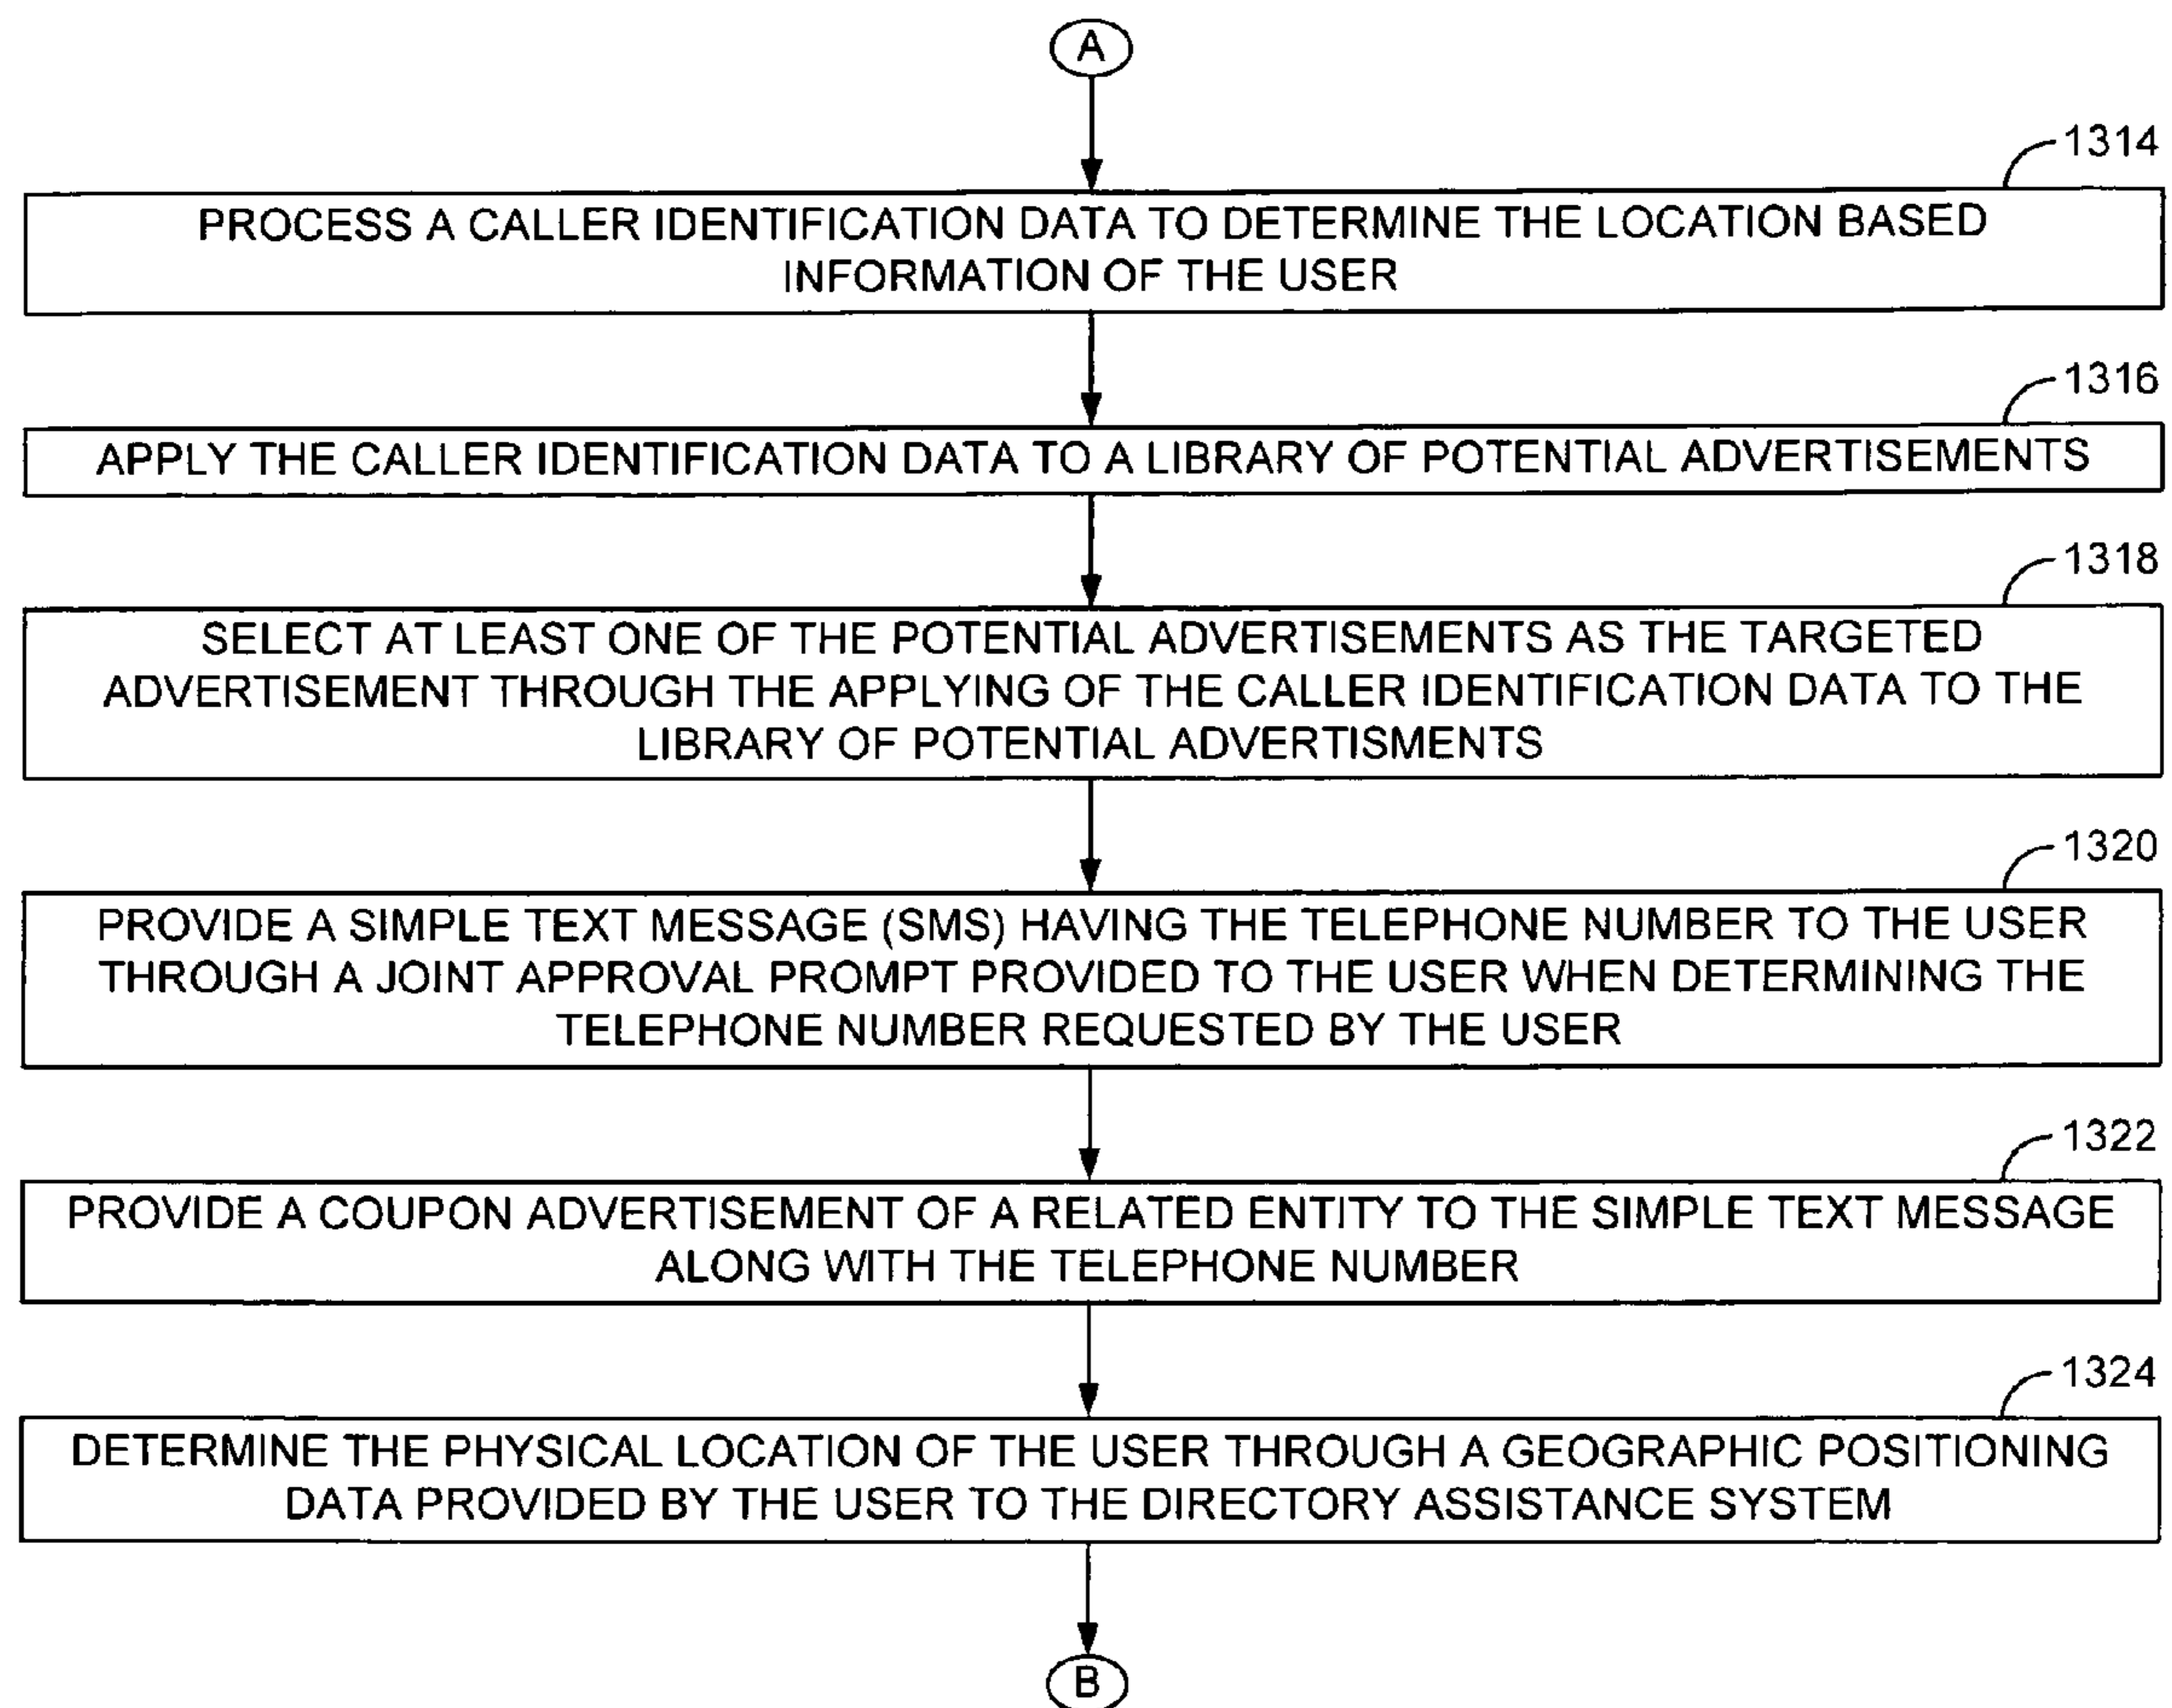 A
1314
PROCESS A CALLER IDENTIFICATION DATA TO DETERMINE THE LOCATION BASED
INFORMATION OF THE USER
1316
APPLY THE CALLER IDENTIFICATION DATA TO A LIBRARY OF POTENTIAL ADVERTISEMENTS
1318
SELECT AT LEAST ONE OF THE POTENTIAL ADVERTISEMENTS AS THE TARGETED
ADVERTISEMENT THROUGH THE APPLYING OF THE CALLER IDENTIFICATION DATA TO THE
LIBRARY OF POTENTIAL ADVERTISMENTS
1320
PROVIDE A SIMPLE TEXT MESSAGE (SMS) HAVING THE TELEPHONE NUMBER TO THE USER
THROUGH A JOINT APPROVAL PROMPT PROVIDED TO THE USER WHEN DETERMINING THE
TELEPHONE NUMBER REQUESTED BY THE USER
1322
PROVIDE A COUPON ADVERTISEMENT OF A RELATED ENTITY TO THE SIMPLE TEXT MESSAGE
ALONG WITH THE TELEPHONE NUMBER
1324
DETERMINE THE PHYSICAL LOCATION OF THE USER THROUGH A GEOGRAPHIC POSITIONING
DATA PROVIDED BY THE USER TO THE DIRECTORY ASSISTANCE SYSTEM
B